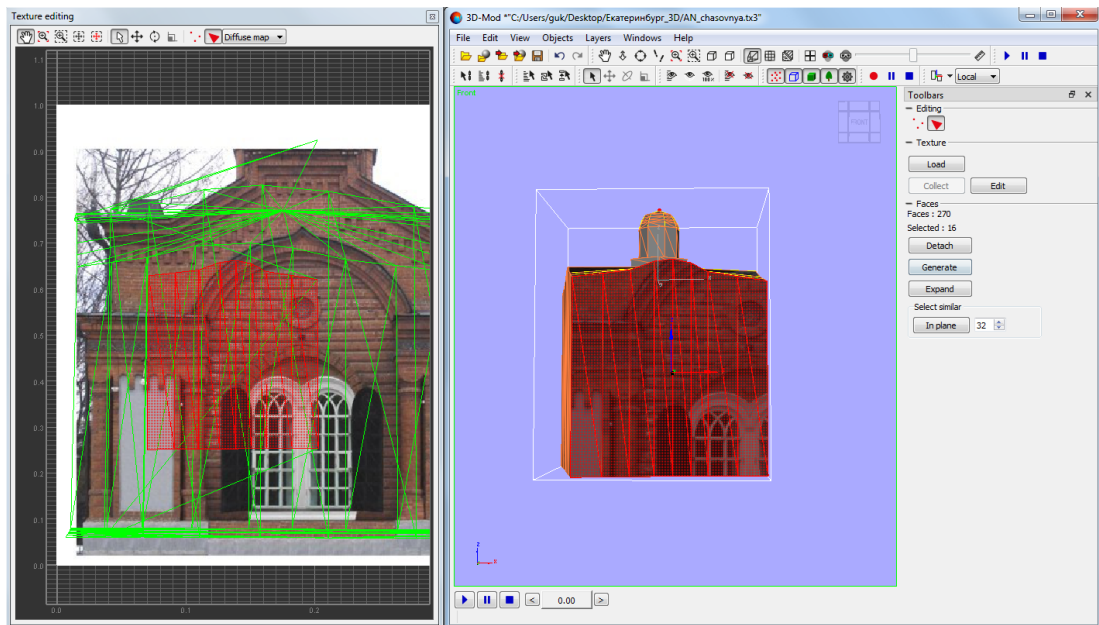 Texture editing
Diffuse map
1.1
1.0
0.9
0.8
0.7
0.6
0.5
0.4
0.3
0.2
0.1
0.0
0.0
0.1
0.2
3D-Mod *"C:/Users/guk/Desktop/Екатеринбург_3D/AN_chasovnya.tx3"
File Edit View Objects Layers Windows Help
100%
Local
Front
FRONT
z
x
0.00
Toolbars
Editing
Texture
Load
Collect Edit
Faces
Faces : 270
Selected : 16
Detach
Generate
Expand
Select similar
In plane 32